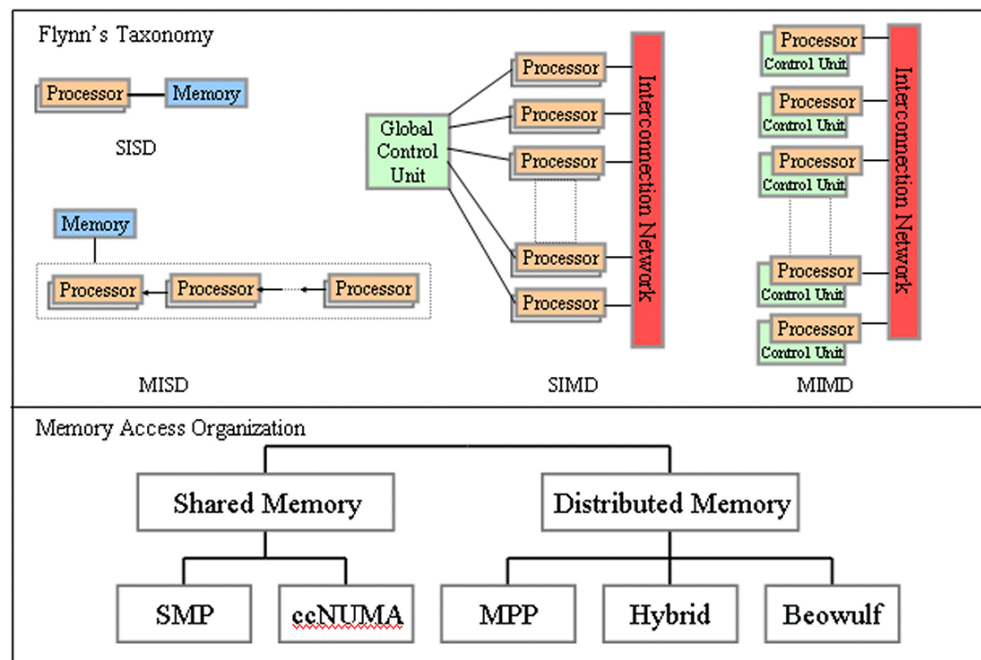 Flynn's Taxonomy
Processor
Memory
SISD
Memory
Processor
Processor
Processor
MISD
Global
Control
Unit
Processor
Processor
Processor
Processor
Processor
Interconnection Network
SIMD
Processor
Control Unit
Processor
Control Unit
Processor
Control Unit
Processor
Control Unit
Processor
Control Unit
Interconnection Network
MIMD
Memory Access Organization
Shared Memory
Distributed Memory
SMP
ccNUMA
MPP
Hybrid
Beowulf